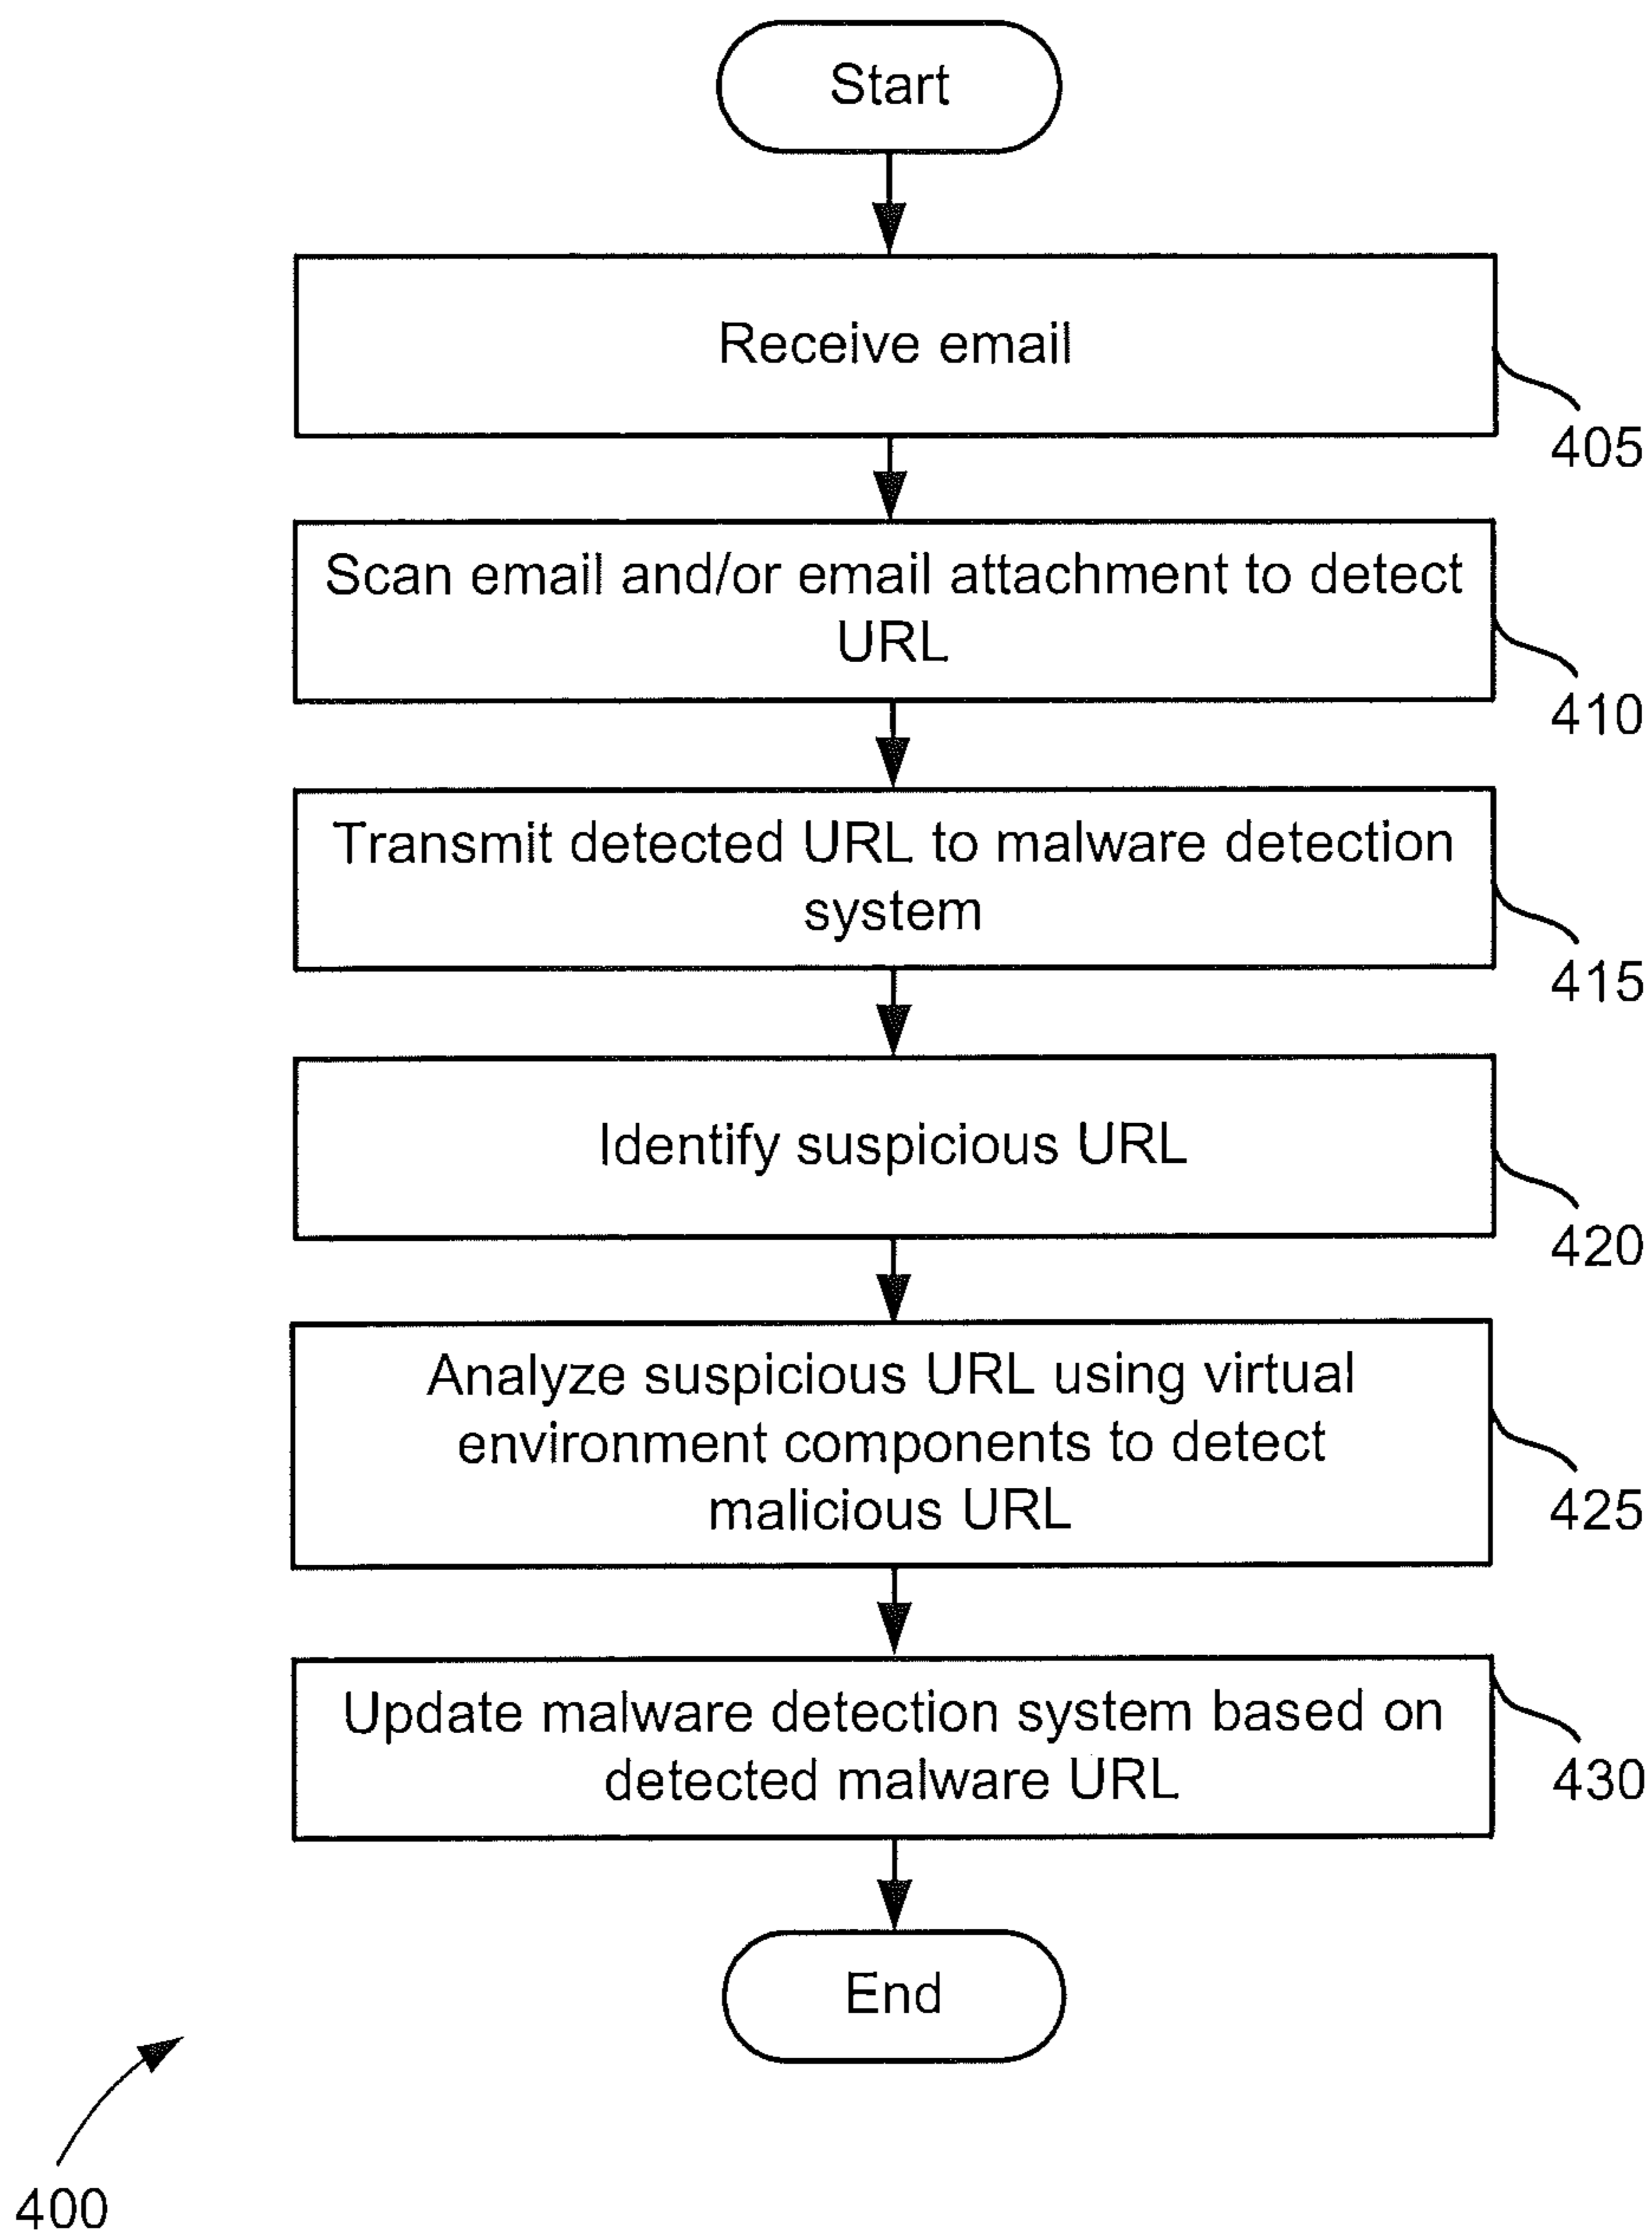 Start
Receive email
405
Scan email and/or email attachment to detect
URL
410
Transmit detected URL to malware detection
system
415
Identify suspicious URL
420
Analyze suspicious URL using virtual
environment components to detect
malicious URL
425
Update malware detection system based on
detected malware URL
430
End
400